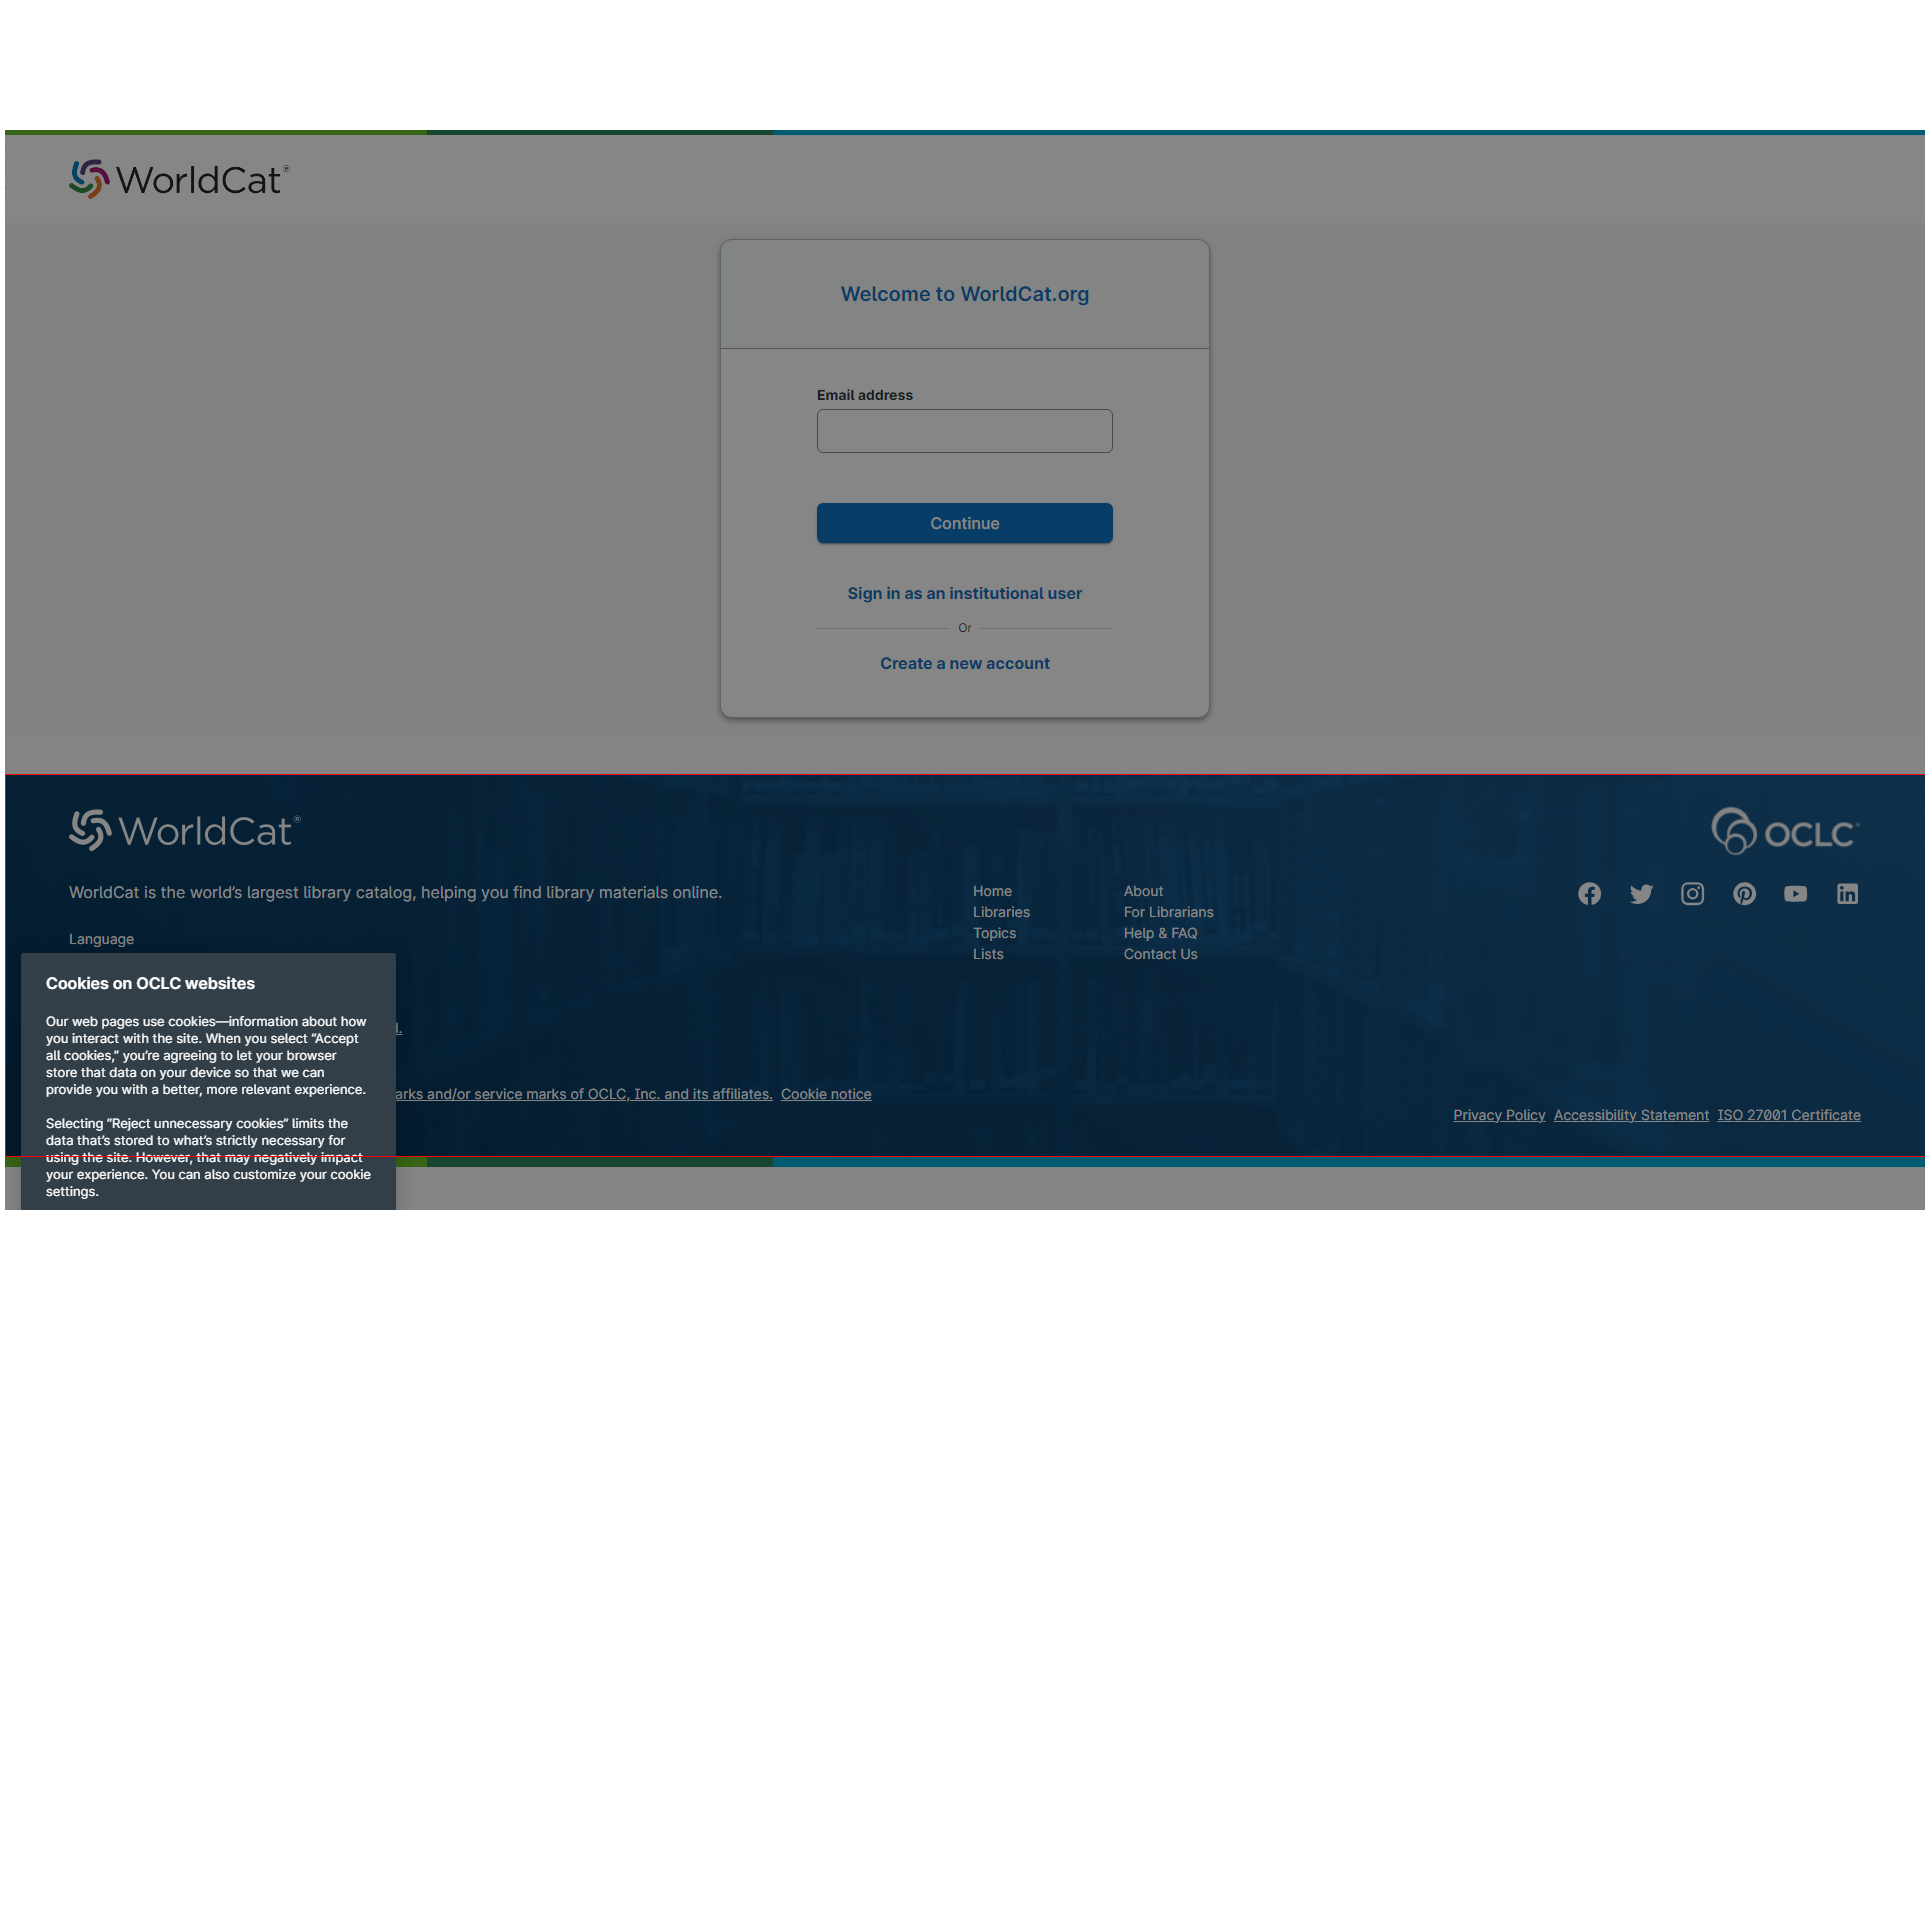 WorldCat®
Welcome to WorldCat.org
Email address
Continue
Sign in as an institutional user
Or
Create a new account
WorldCat®
OCLC
WorldCat is the world’s largest library catalog, helping you find library materials online.
Home
Libraries
Topics
Lists
About
For Librarians
Help & FAQ
Contact Us
Language
Cookies on OCLC websites
Our web pages use cookies—information about how
you interact with the site. When you select “Accept
all cookies,” you’re agreeing to let your browser
store that data on your device so that we can
provide you with a better, more relevant experience.
Selecting “Reject unnecessary cookies” limits the
data that’s stored to what’s strictly necessary for
using the site. However, that may negatively impact
your experience. You can also customize your cookie
settings.
arks and/or service marks of OCLC, Inc. and its affiliates. Cookie notice
Privacy Policy Accessibility Statement ISO 27001 Certificate